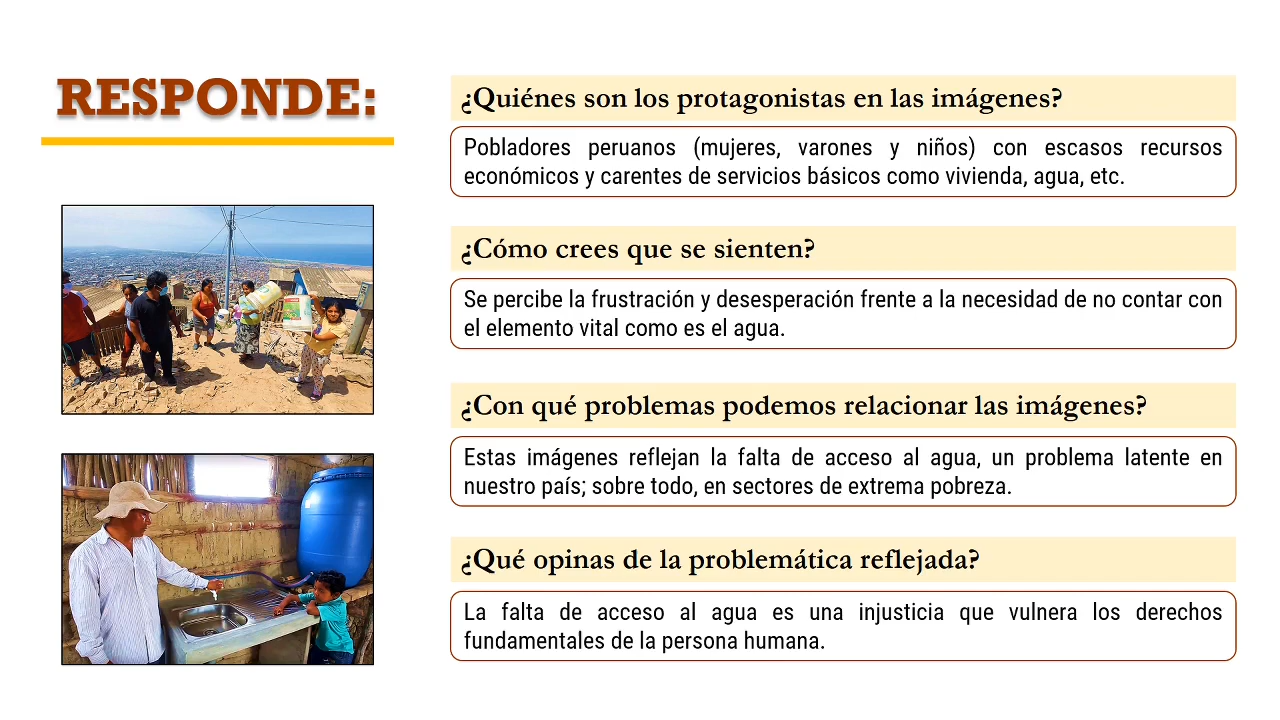 RESPONDE:
¿Quiénes son los protagonistas en las imágenes?
Pobladores peruanos (mujeres, varones y niños) con escasos recursos
económicos y carentes de servicios básicos como vivienda, agua, etc.
¿Cómo crees que se sienten?
Se percibe la frustración y desesperación frente a la necesidad de no contar con
el elemento vital como es el agua.
¿Con qué problemas podemos relacionar las imágenes?
Estas imágenes reflejan la falta de acceso al agua, un problema latente en
nuestro país; sobre todo, en sectores de extrema pobreza.
¿Qué opinas de la problemática reflejada?
La falta de acceso al agua es una injusticia que vulnera los derechos
fundamentales de la persona humana.